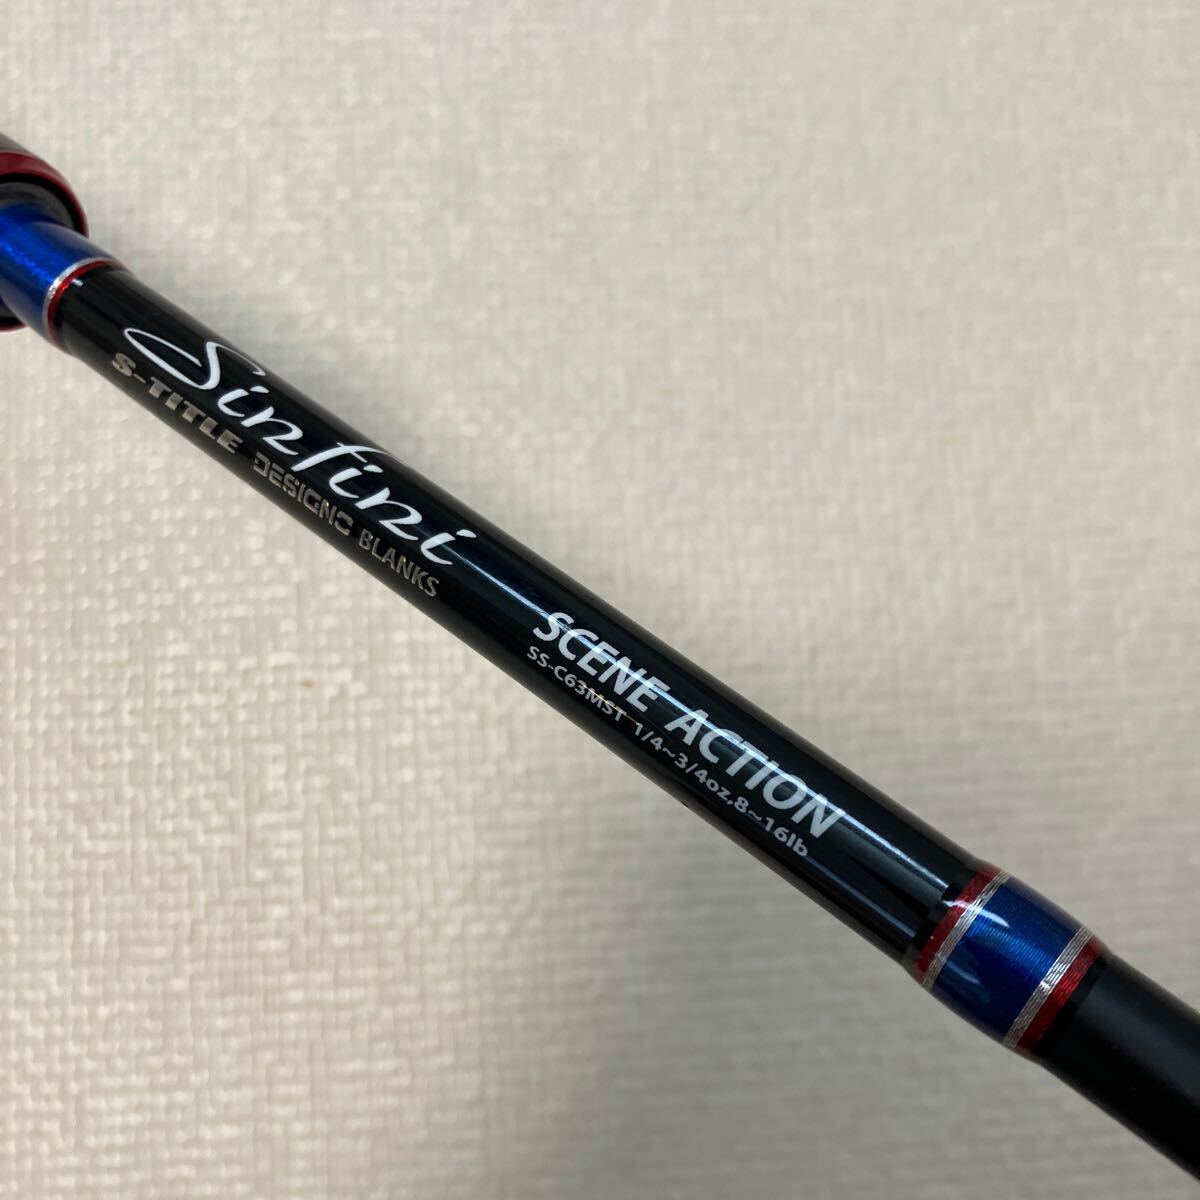 Sinfini
S-TITLE DESIGNO BLANKS
SCENE ACTION
SS-C63MST 1/4~3/4oz,8~16lb